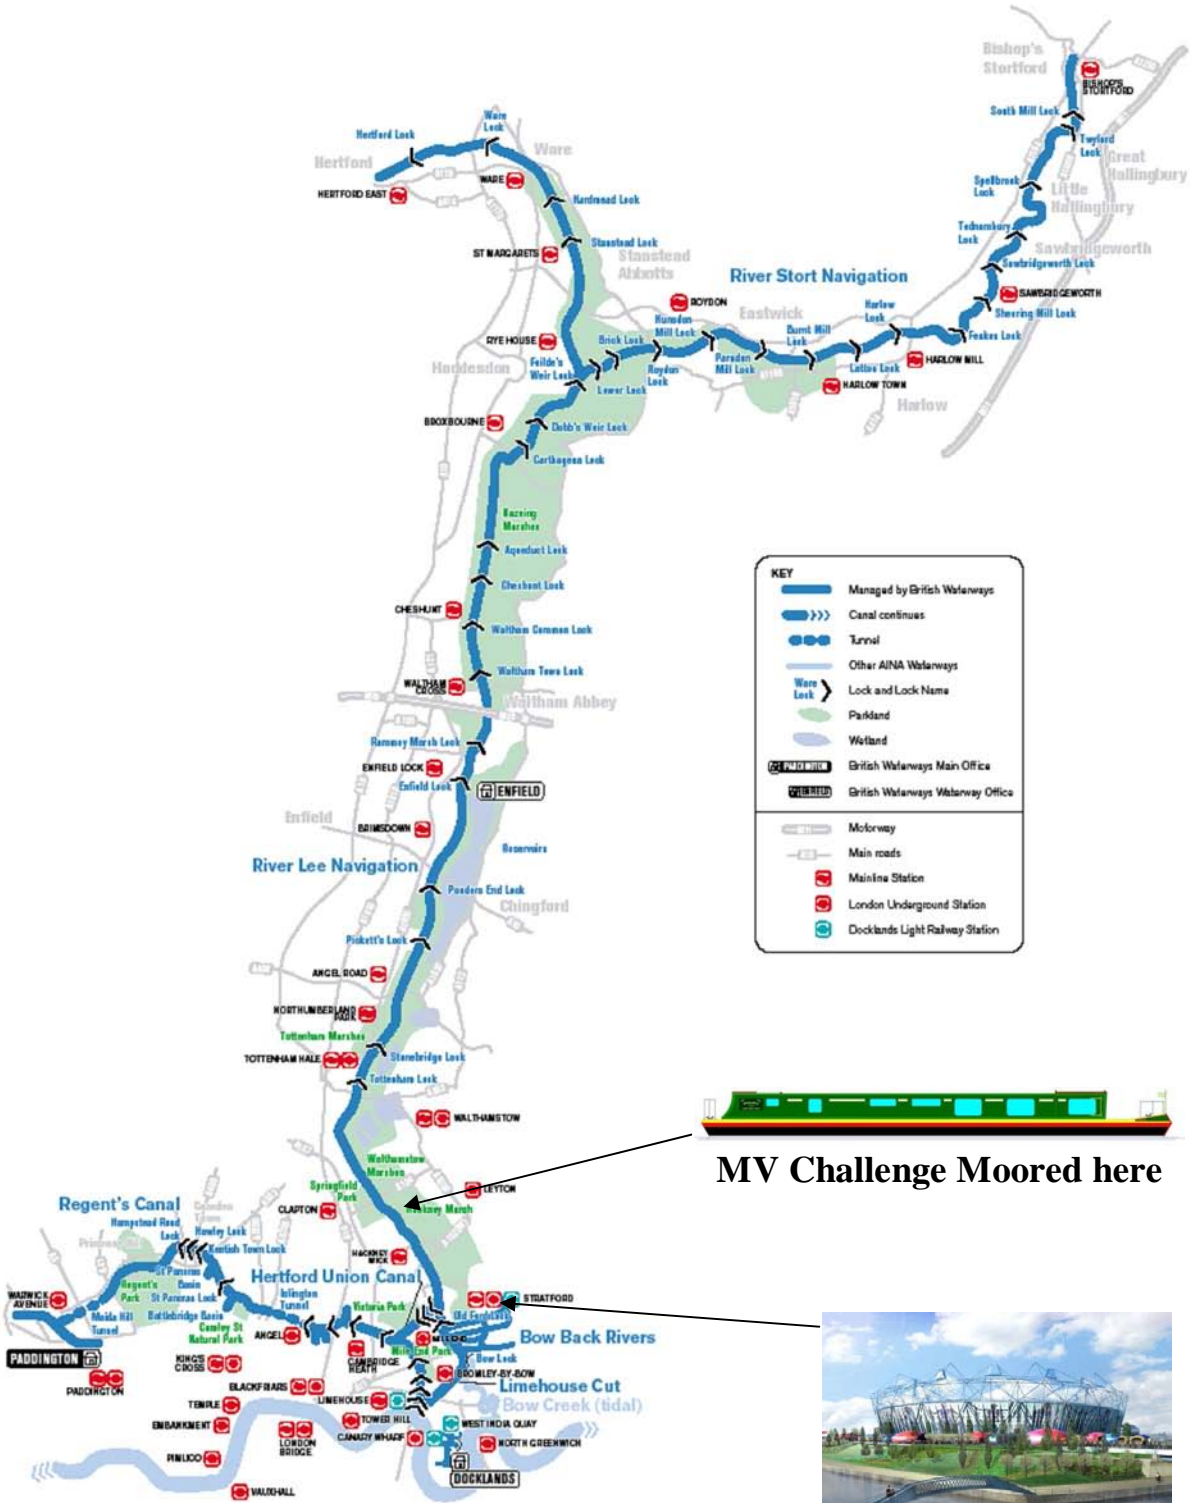 Bishop's
Stortford
BISHOP'S
STORTFORD
South Mill Lock
Twyford
Lock
Great
Hallingbury
Spellbrook
Lock
Little
Hallingbury
Tednambury
Lock
Sawbridgeworth
Sawbridgeworth Lock
SAWBRIDGEWORTH
Sheering Mill Lock
Feakes Lock
Hertford Lock
Ware
Lock
Hertford
Ware
HERTFORD EAST
WARE
Hardmead Lock
Stanstead Lock
ST MARGARETS
Stanstead
Abbotts
River Stort Navigation
ROYDON
Eastwick
Hunsdon
Mill Lock
Burnt Mill
Lock
Harlow
Lock
RYE HOUSE
Brick Lock
Feilde's
Weir Lock
Roydon
Lock
Parndon
Mill Lock
Latton Lock
HARLOW MILL
Hoddesdon
Lower Lock
HARLOW TOWN
Harlow
BROXBOURNE
Dobb's Weir Lock
Carthagena Lock
Nazeing
Marshes
Aqueduct Lock
Cheshunt Lock
CHESHUNT
Waltham Common Lock
Waltham Town Lock
WALTHAM
CROSS
Waltham Abbey
Rammey Marsh Lock
ENFIELD LOCK
Enfield Lock
ENFIELD
Enfield
BRIMSDOWN
Reservoirs
River Lee Navigation
Ponders End Lock
Chingford
Pickett's Lock
ANGEL ROAD
NORTHUMBERLAND
PARK
Tottenham Marshes
TOTTENHAM HALE
Stonebridge Lock
Tottenham Lock
WALTHAMSTOW
Walthamstow
Marshes
Springfield
Park
LEYTON
CLAPTON
Hackney Marsh
KEY
Managed by British Waterways
Canal continues
Tunnel
Other AINA Waterways
Ware
Lock
Lock and Lock Name
Parkland
Wetland
British Waterways Main Office
ENFIELD
British Waterways Waterway Office
Motorway
Main roads
Mainline Station
London Underground Station
Docklands Light Railway Station
MV Challenge Moored here
Regent's Canal
Hampstead Road
Lock
Camden
Town
Hawley Lock
Kentish Town Lock
HACKNEY
WICK
Hertford Union Canal
St Pancras
Basin
St Pancras Lock
Regent's
Park
Islington
Tunnel
Victoria Park
STRATFORD
Old Ford Lock
WARWICK
AVENUE
Maida Hill
Tunnel
Battlebridge Basin
Camley St
Natural Park
ANGEL
MILE END
Bow Back Rivers
Mile End Park
Bow Lock
PADDINGTON
PADDINGTON
KING'S
CROSS
CAMBRIDGE
HEATH
BROMLEY-BY-BOW
BLACKFRIARS
LIMEHOUSE
Limehouse Cut
Bow Creek (tidal)
TEMPLE
EMBANKMENT
TOWER HILL
WEST INDIA QUAY
LONDON
BRIDGE
CANARY WHARF
NORTH GREENWICH
PIMLICO
DOCKLANDS
VAUXHALL